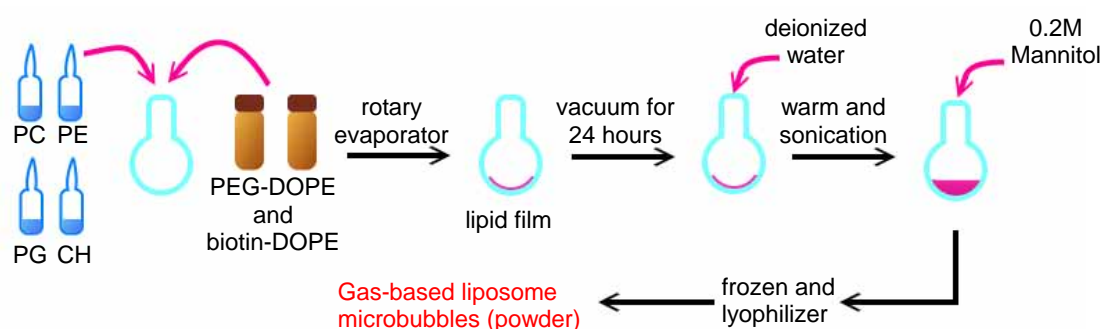 PC PE
PG CH
PEG-DOPE
and
biotin-DOPE
rotary
evaporator
lipid film
vacuum for
24 hours
deionized
water
warm and
sonication
0.2M
Mannitol
frozen and
lyophilizer
Gas-based liposome
microbubbles (powder)